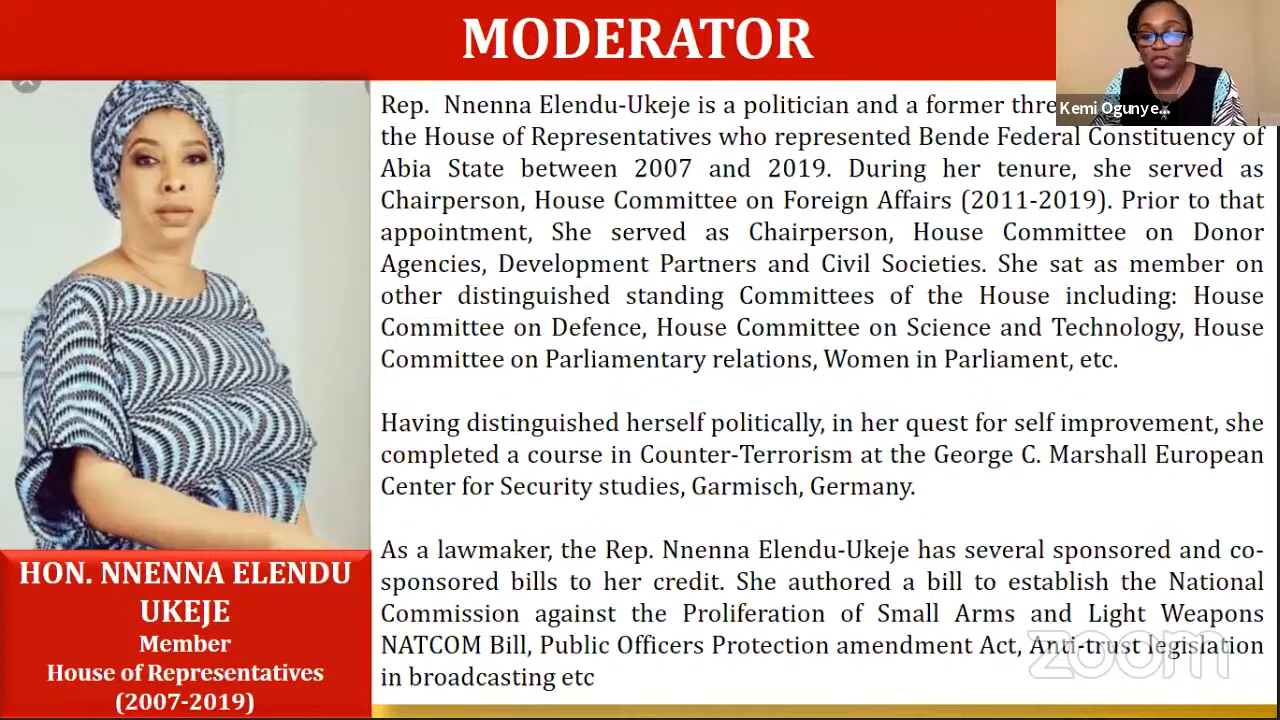 MODERATOR
Rep. Nnenna Elendu-Ukeje is a politician and a former
Kemi Ogunye...
the House of Representatives who represented Bende Federal Constituency of
Abia State between 2007 and 2019. During her tenure, she served as
Chairperson, House Committee on Foreign Affairs (2011-2019). Prior to that
appointment, She served as Chairperson, House Committee on Donor
Agencies, Development Partners and Civil Societies. She sat as member on
other distinguished standing Committees of the House including: House
Committee on Defence, House Committee on Science and Technology, House
Committee on Parliamentary relations, Women in Parliament, etc.
Having distinguished herself politically, in her quest for self improvement, she
completed a course in Counter-Terrorism at the George C. Marshall European
Center for Security studies, Garmisch, Germany.
As a lawmaker, the Rep. Nnenna Elendu-Ukeje has several sponsored and co-
sponsored bills to her credit. She authored a bill to establish the National
Commission against the Proliferation of Small Arms and Light Weapons
NATCOM Bill, Public Officers Protection amendment Act, Anti-trust legislation
in broadcasting etc
zoom
HON. NNENNA ELENDU
UKEJE
Member
House of Representatives
(2007-2019)